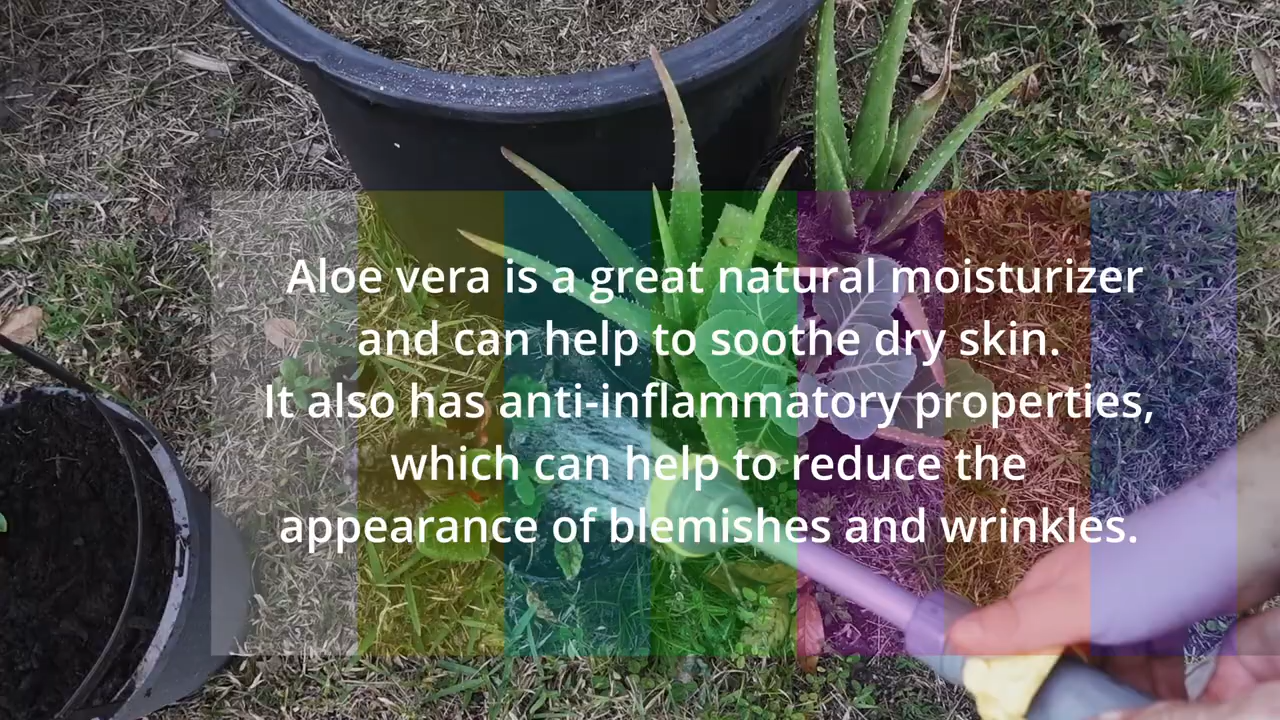 Aloe vera is a great natural moisturizer
and can help to soothe dry skin.
It also has anti-inflammatory properties,
which can help to reduce the
appearance of blemishes and wrinkles.